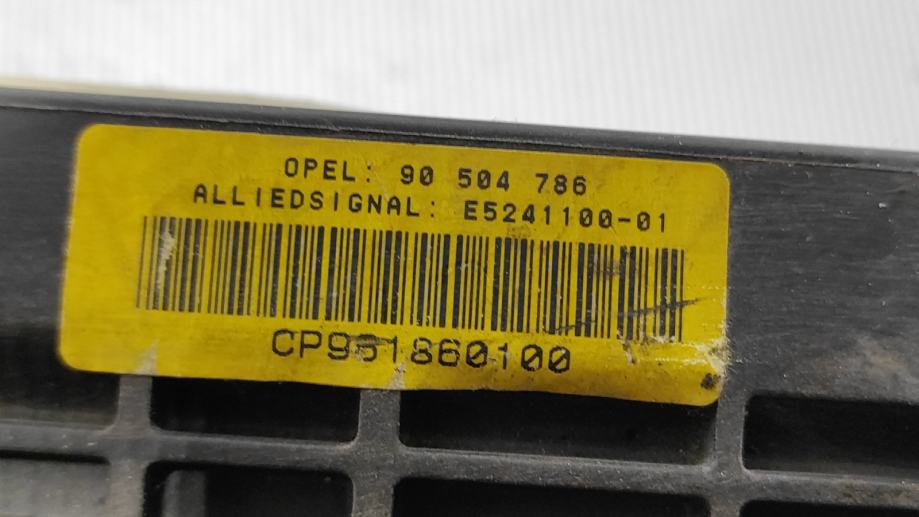 OPEL: 90 504 786
ALLIEDSIGNAL: E5241100-01
CP951860100